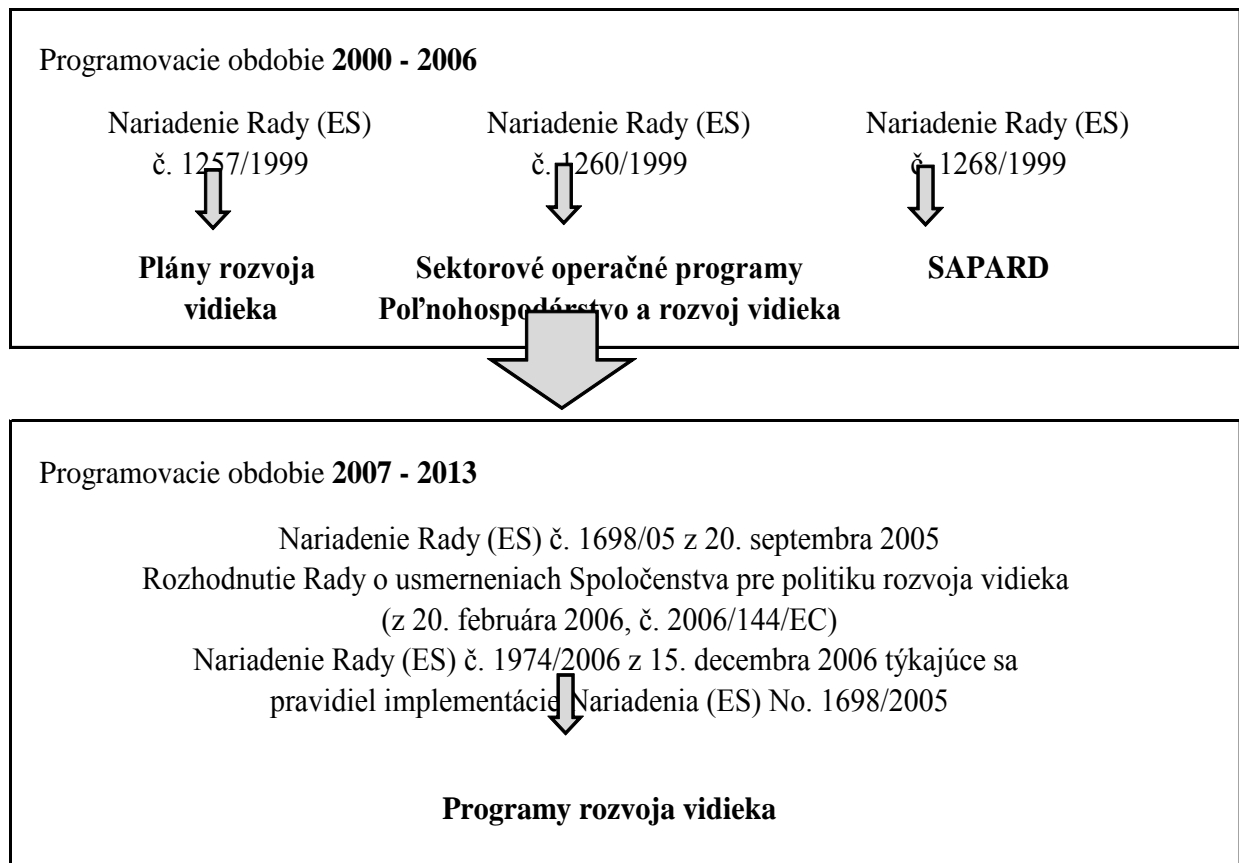 Programovacie obdobie 2000 - 2006
Nariadenie Rady (ES) Nariadenie Rady (ES) Nariadenie Rady (ES)
č. 1257/1999 č. 1260/1999 č. 1268/1999
Plány rozvoja Sektorové operačné programy SAPARD
vidieka Poľnohospodárstvo a rozvoj vidieka
Programovacie obdobie 2007 - 2013
Nariadenie Rady (ES) č. 1698/05 z 20. septembra 2005
Rozhodnutie Rady o usmerneniach Spoločenstva pre politiku rozvoja vidieka
(z 20. februára 2006, č. 2006/144/EC)
Nariadenie Rady (ES) č. 1974/2006 z 15. decembra 2006 týkajúce sa
pravidiel implementácie Nariadenia (ES) No. 1698/2005
Programy rozvoja vidieka